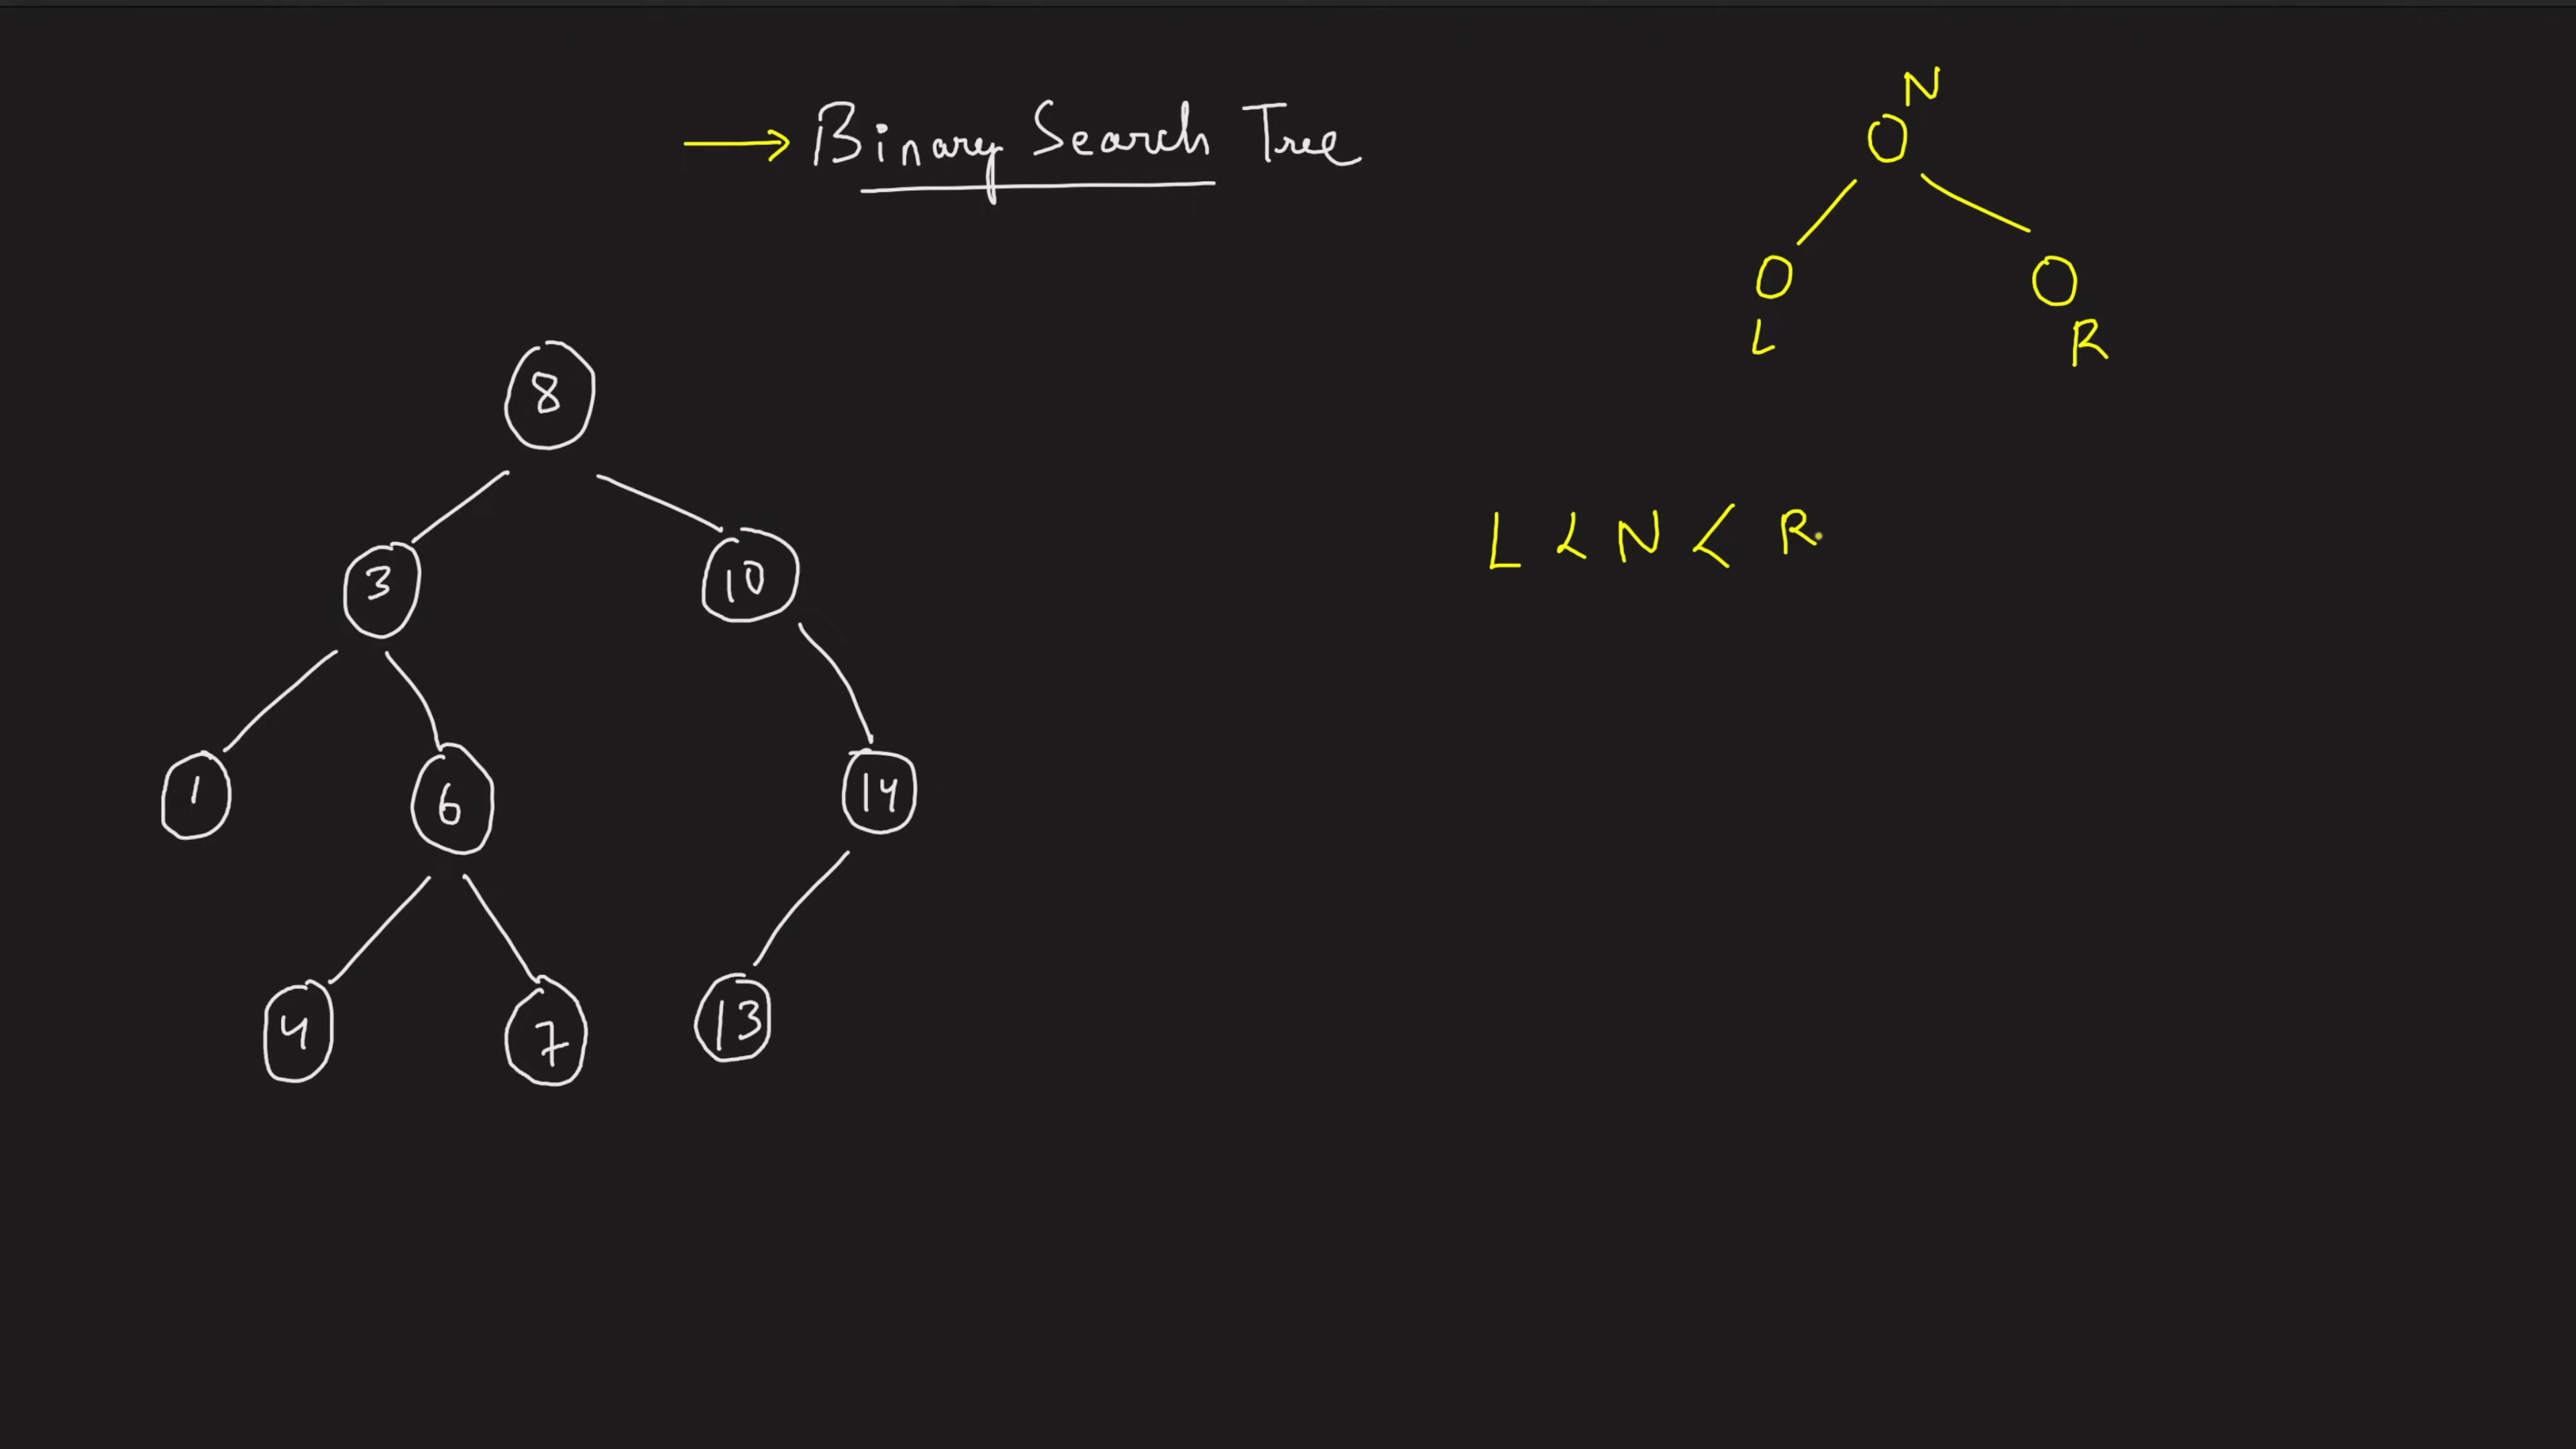 N
→ Binary Search Tree
L R
8
L < N < R
3 10
1 6 14
4 7 13